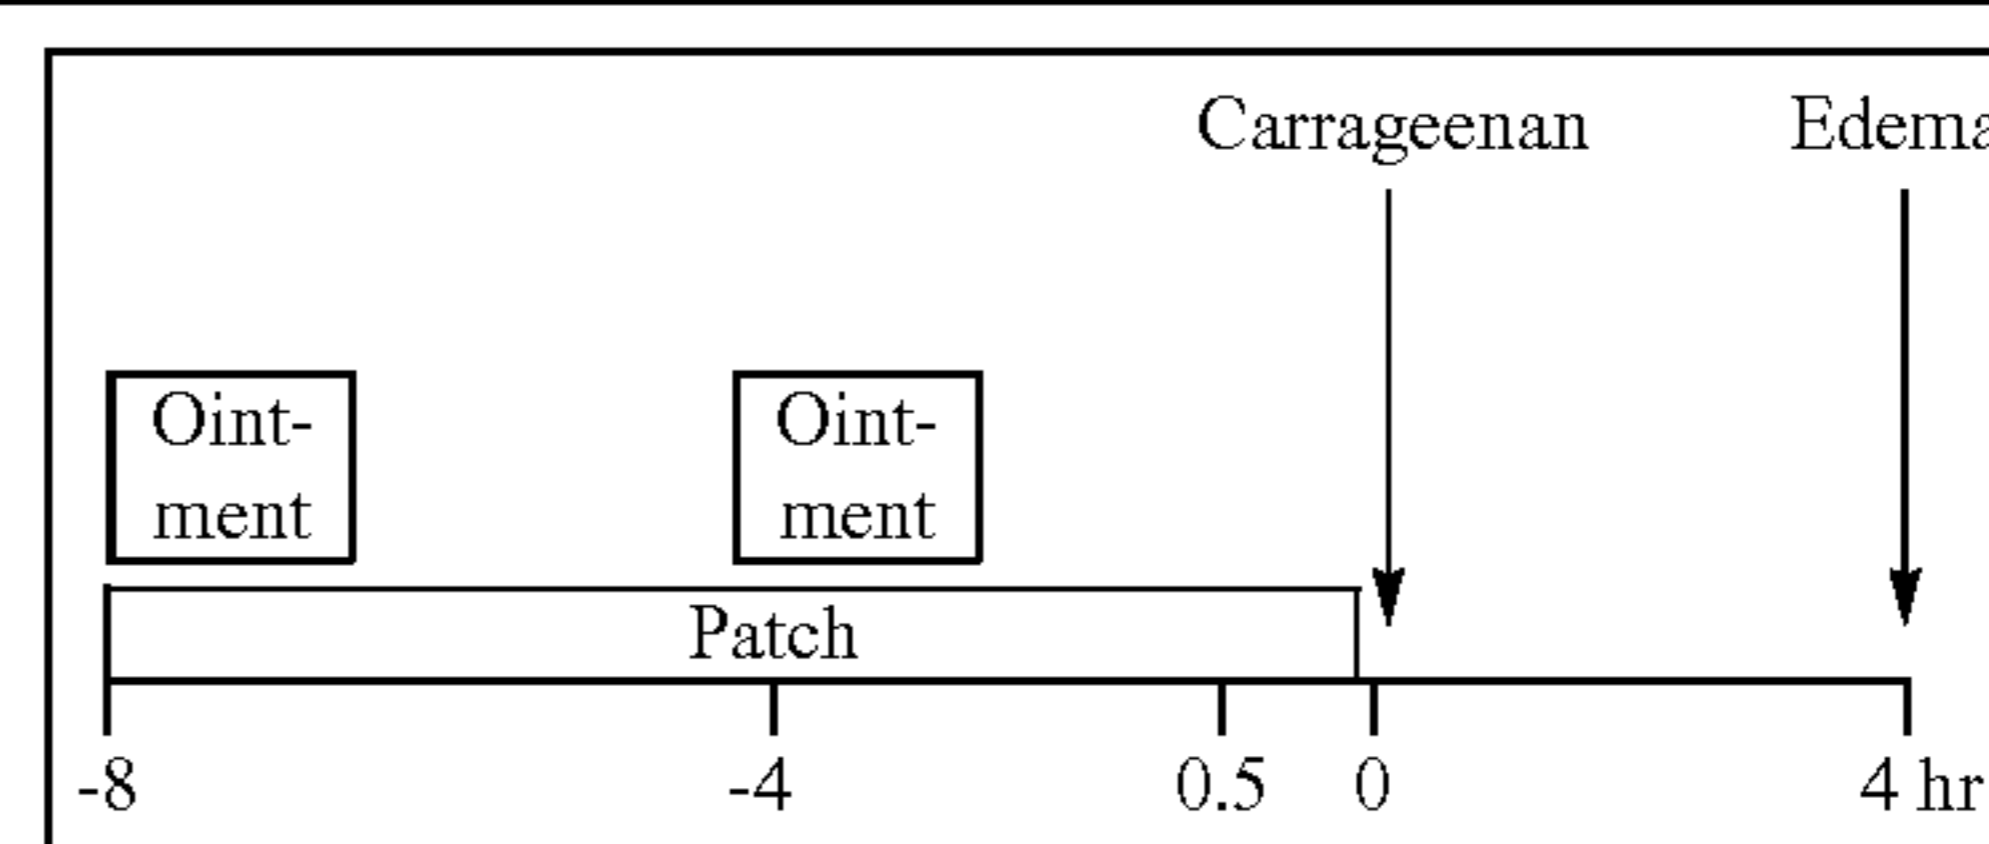 Carrageenan Edema
Oint- Oint-
ment ment
Patch
-8 -4 0.5 0 4 hr